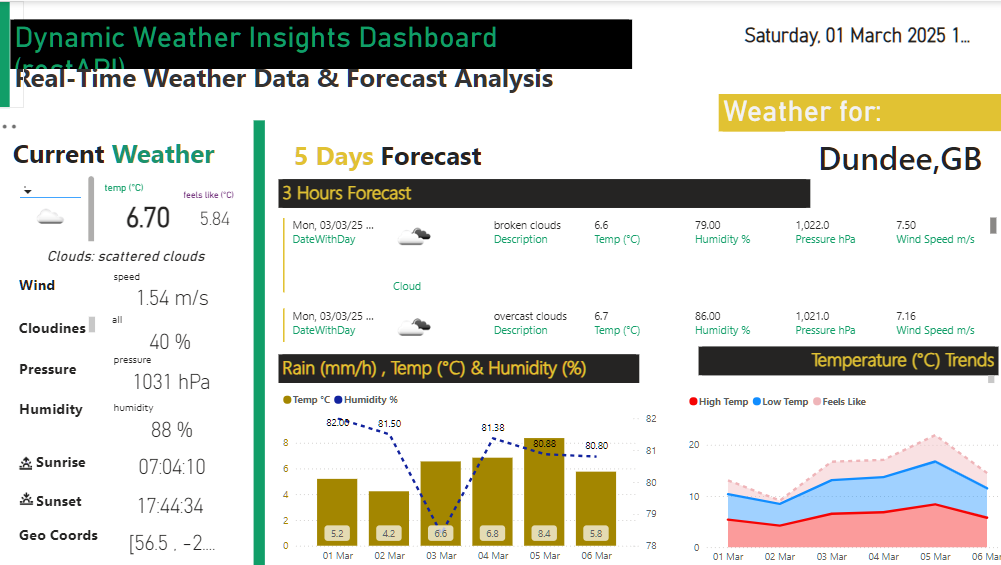 Dynamic Weather Insights Dashboard
(restAPI)
Real-Time Weather Data & Forecast Analysis
Saturday, 01 March 2025 1...
Weather for:
Dundee,GB
Current Weather
temp (°C)
6.70
feels like (°C)
5.84
Clouds: scattered clouds
Wind
speed
1.54 m/s
Cloudines
all
40 %
Pressure
pressure
1031 hPa
Humidity
humidity
88 %
Sunrise
07:04:10
Sunset
17:44:34
Geo Coords
[56.5 , -2....
5 Days Forecast
3 Hours Forecast
Mon, 03/03/25 ... broken clouds 6.6 79.00 1,022.0 7.50
DateWithDay Description Temp (°C) Humidity % Pressure hPa Wind Speed m/s
Cloud
Mon, 03/03/25 ... overcast clouds 6.7 86.00 1,021.0 7.16
DateWithDay Description Temp (°C) Humidity % Pressure hPa Wind Speed m/s
Rain (mm/h) , Temp (°C) & Humidity (%)
Temp °C Humidity %
82.00 81.50 81.38 80.88 80.80
8
6
4
2
0
82
81
80
79
78
5.2 4.2 6.6 6.8 8.4 5.8
01 Mar 02 Mar 03 Mar 04 Mar 05 Mar 06 Mar
Temperature (°C) Trends
High Temp Low Temp Feels Like
20
10
0
01 Mar 02 Mar 03 Mar 04 Mar 05 Mar 06 Mar